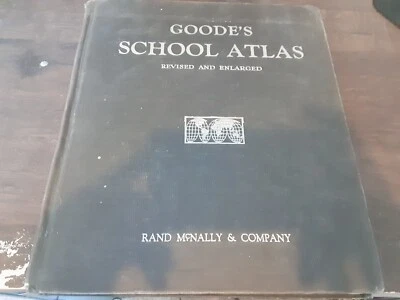 GOODE'S
SCHOOL ATLAS
REVISED AND ENLARGED
RAND McNALLY & COMPANY